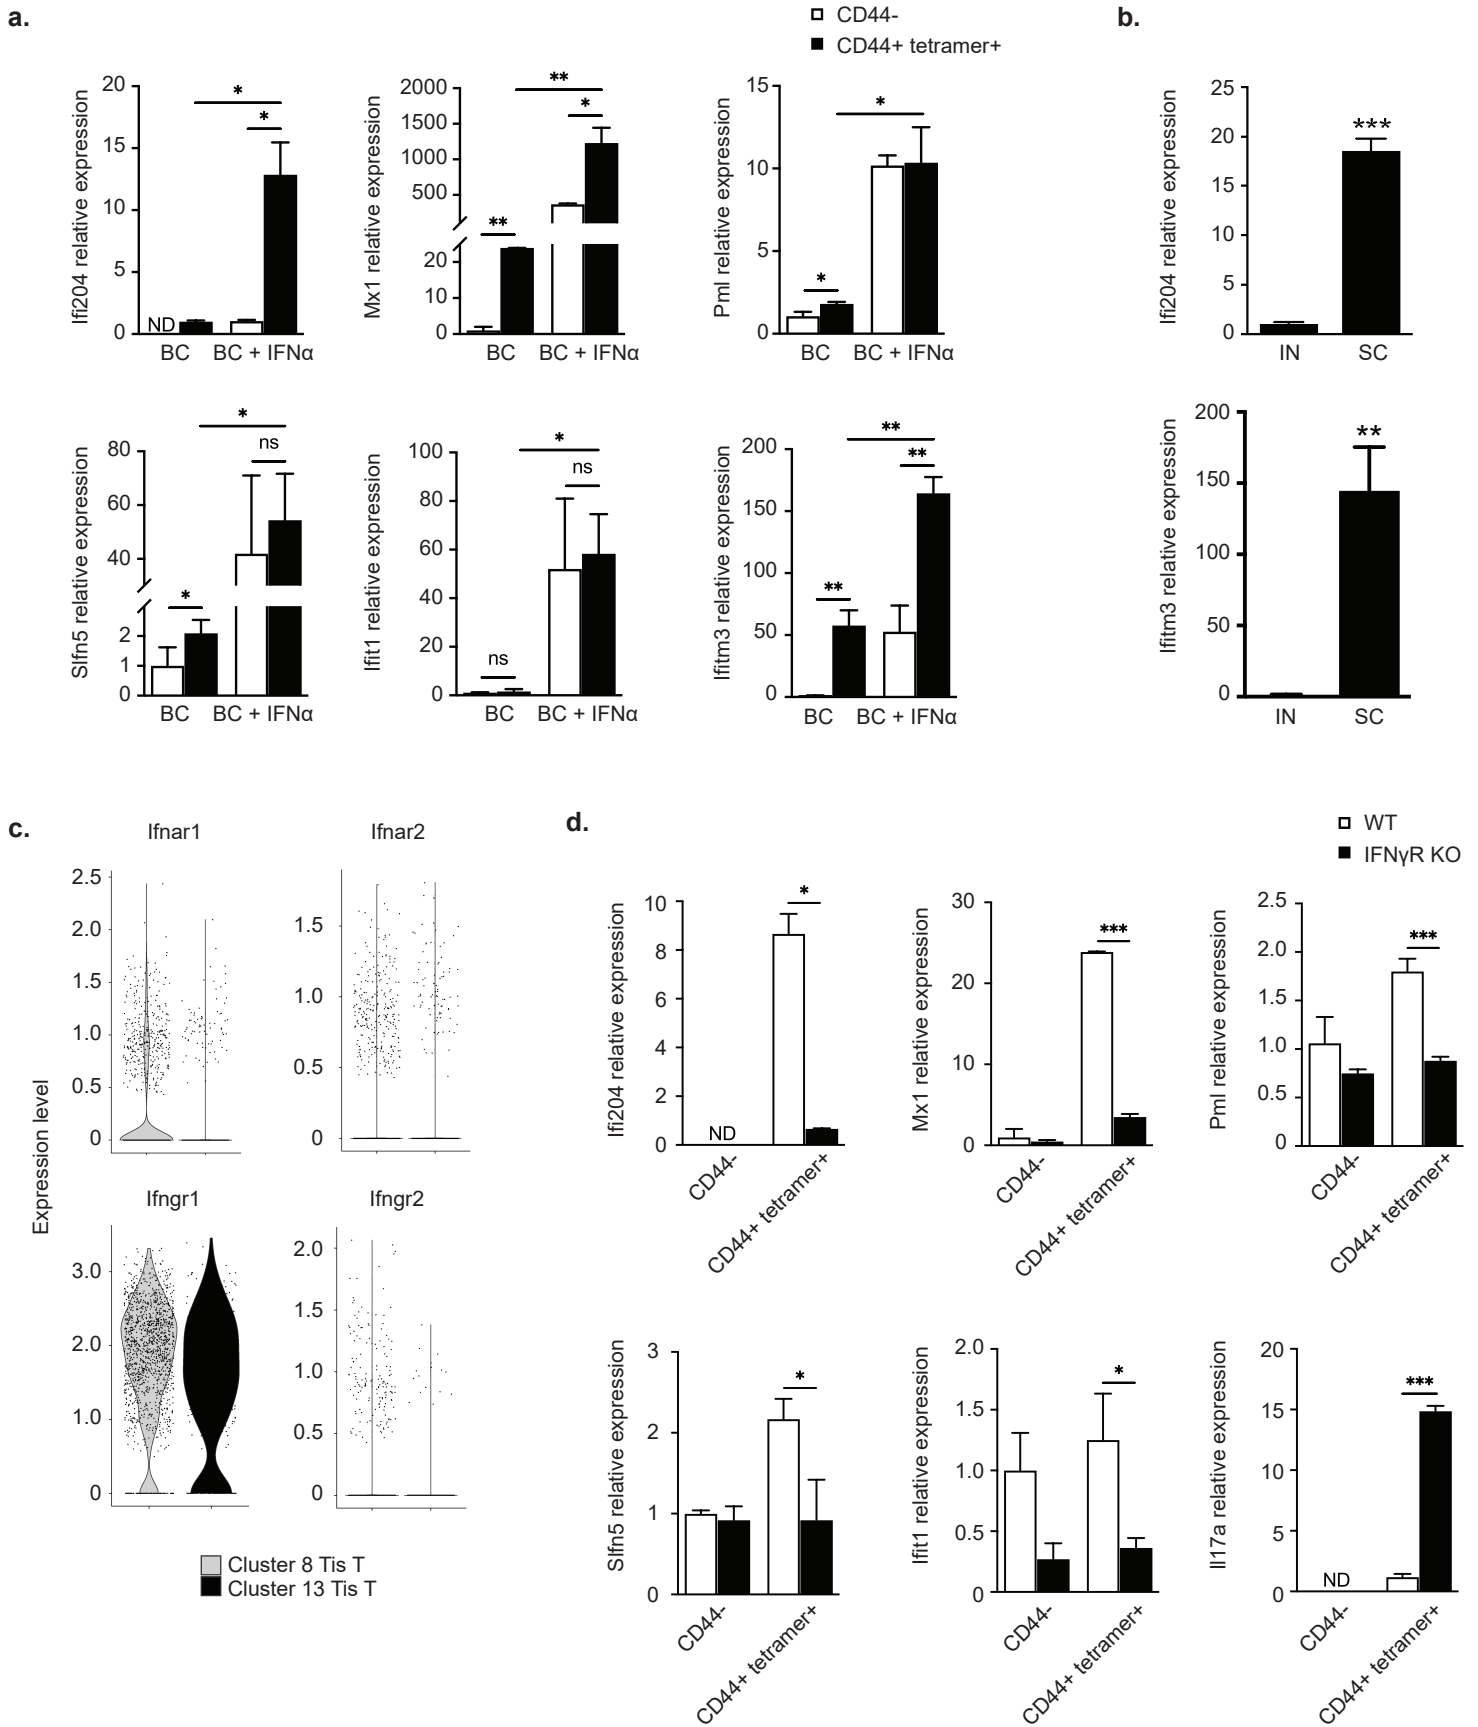 a.
CD44-
CD44+ tetramer+
b.
Ifi204 relative expression
20
15
10
5
0
*
*
ND
BC
BC + IFNα
Mx1 relative expression
2000
1500
1000
500
20
10
0
**
*
**
BC
BC + IFNα
Pml relative expression
15
10
5
0
*
*
BC
BC + IFNα
Ifi204 relative expression
25
20
15
10
5
0
***
IN
SC
Slfn5 relative expression
80
60
40
2
1
0
*
ns
*
BC
BC + IFNα
Ifit1 relative expression
100
80
60
40
20
0
*
ns
ns
BC
BC + IFNα
Ifitm3 relative expression
200
150
100
50
0
**
**
**
BC
BC + IFNα
Ifitm3 relative expression
200
150
100
50
0
**
IN
SC
c.
Expression level
Ifnar1
2.5
2.0
1.5
1.0
0.5
0
Ifnar2
1.5
1.0
0.5
0
Ifngr1
3.0
2.0
1.0
0
Ifngr2
2.0
1.5
1.0
0.5
0
Cluster 8 Tis T
Cluster 13 Tis T
d.
WT
IFNγR KO
Ifi204 relative expression
10
8
6
4
2
0
*
ND
CD44-
CD44+ tetramer+
Mx1 relative expression
30
20
10
0
***
CD44-
CD44+ tetramer+
Pml relative expression
2.5
2.0
1.5
1.0
0.5
0
***
CD44-
CD44+ tetramer+
Slfn5 relative expression
3
2
1
0
*
CD44-
CD44+ tetramer+
Ifit1 relative expression
2.0
1.5
1.0
0.5
0
*
CD44-
CD44+ tetramer+
Il17a relative expression
20
15
10
5
0
***
ND
CD44-
CD44+ tetramer+